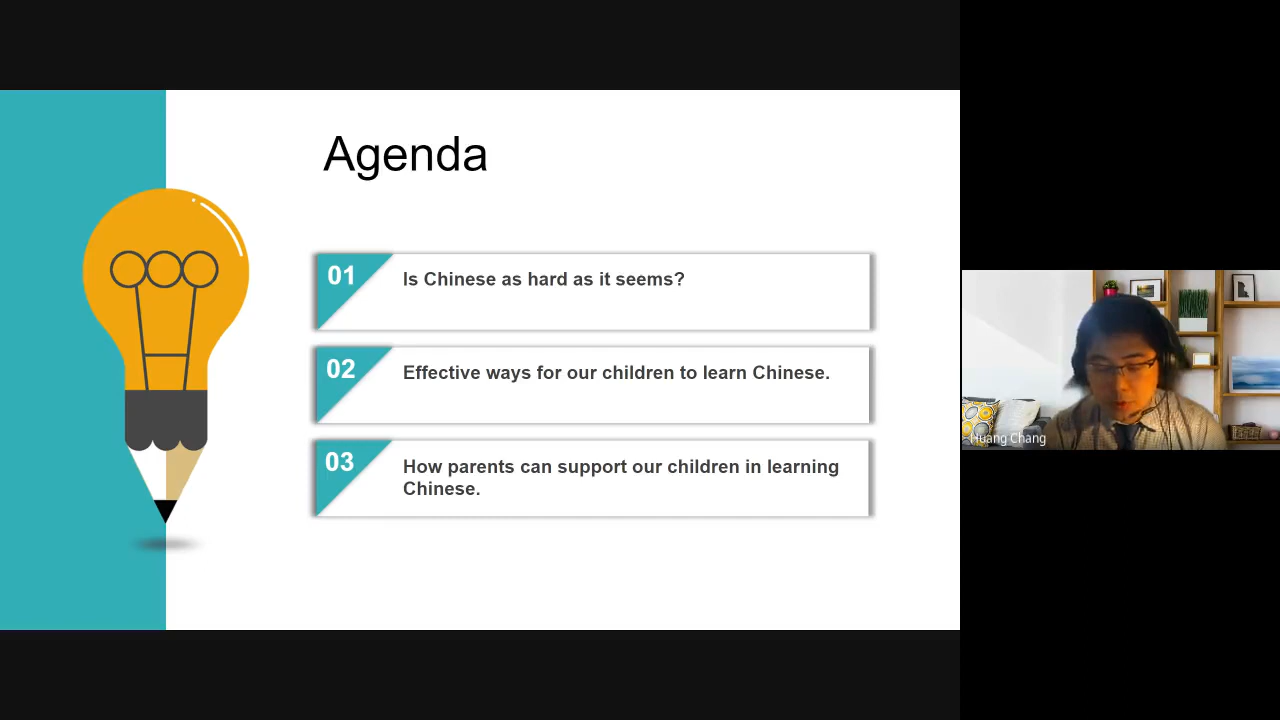 Agenda
01
Is Chinese as hard as it seems?
02
Effective ways for our children to learn Chinese.
03
How parents can support our children in learning
Chinese.
Huang Chang